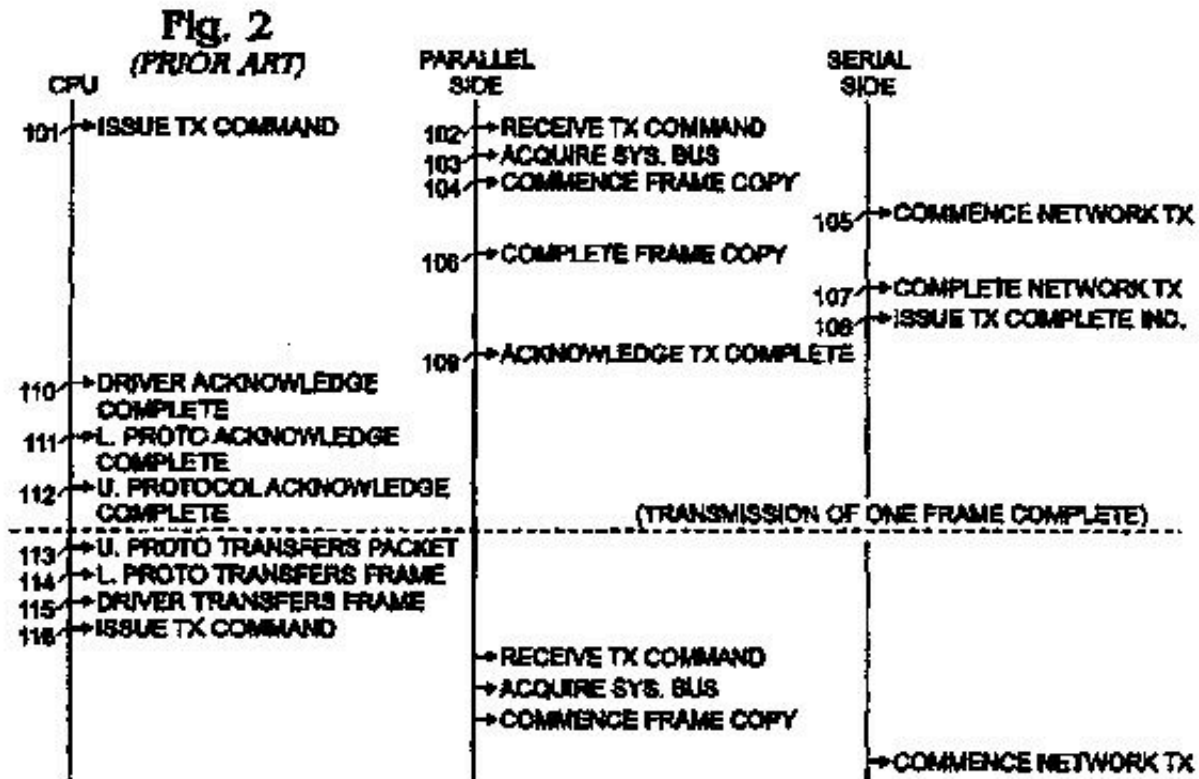 Fig. 2
(PRIOR ART)
CPU
PARALLEL
SIDE
SERIAL
SIDE
101 ISSUE TX COMMAND
102 RECEIVE TX COMMAND
103 ACQUIRE SYS. BUS
104 COMMENCE FRAME COPY
105 COMMENCE NETWORK TX
106 COMPLETE FRAME COPY
107 COMPLETE NETWORK TX
108 ISSUE TX COMPLETE IND.
109 ACKNOWLEDGE TX COMPLETE
110 DRIVER ACKNOWLEDGE
COMPLETE
111 L. PROTO ACKNOWLEDGE
COMPLETE
112 U. PROTOCOL ACKNOWLEDGE
COMPLETE
(TRANSMISSION OF ONE FRAME COMPLETE)
113 U. PROTO TRANSFERS PACKET
114 L. PROTO TRANSFERS FRAME
115 DRIVER TRANSFERS FRAME
116 ISSUE TX COMMAND
RECEIVE TX COMMAND
ACQUIRE SYS. BUS
COMMENCE FRAME COPY
COMMENCE NETWORK TX